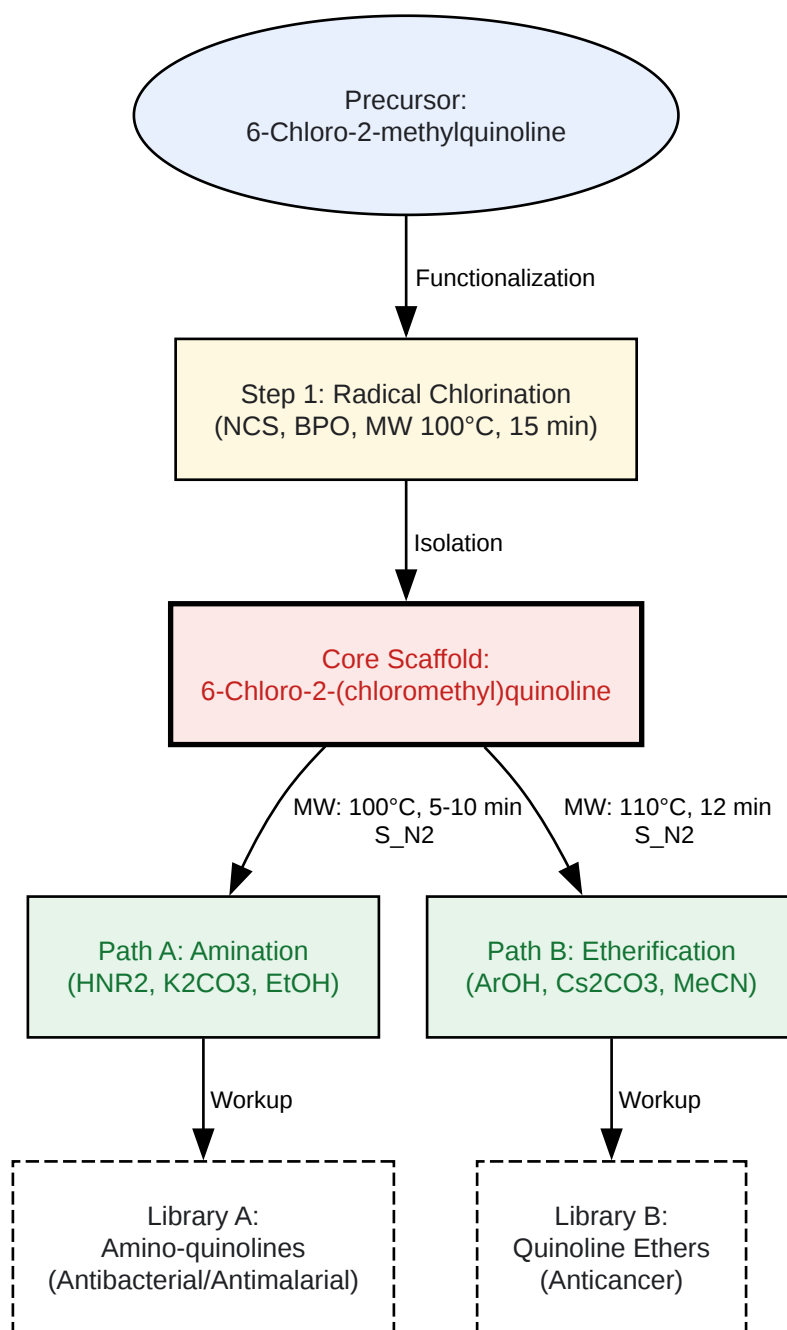 Precursor:
6-Chloro-2-methylquinoline
Functionalization
Step 1: Radical Chlorination
(NCS, BPO, MW 100°C, 15 min)
Isolation
Core Scaffold:
6-Chloro-2-(chloromethyl)quinoline
MW: 100°C, 5-10 min
S_N2
MW: 110°C, 12 min
S_N2
Path A: Amination
(HNR2, K2CO3, EtOH)
Path B: Etherification
(ArOH, Cs2CO3, MeCN)
Workup
Workup
Library A:
Amino-quinolines
(Antibacterial/Antimalarial)
Library B:
Quinoline Ethers
(Anticancer)